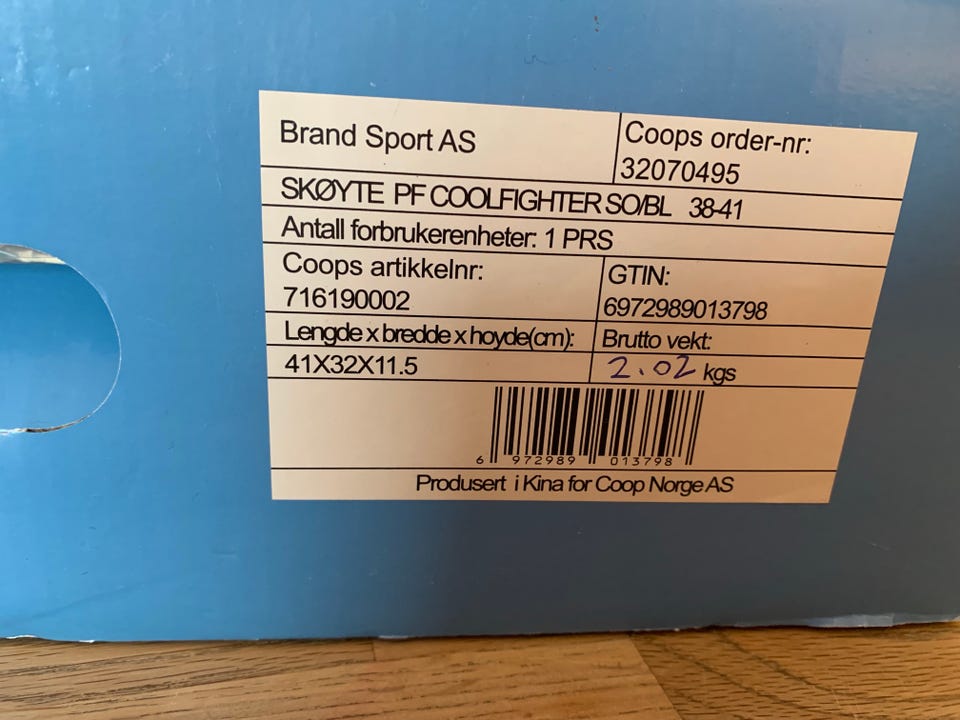 Brand Sport AS
Coops order-nr:
32070495
SKØYTE PF COOLFIGHTER SO/BL 38-41
Antall forbrukerenheter: 1 PRS
Coops artikkelnr:
716190002
GTIN:
6972989013798
Lengde x bredde x hoyde(cm):
41X32X11.5
Brutto vekt:
2.02 kgs
6 972989 013798
Produsert i Kina for Coop Norge AS